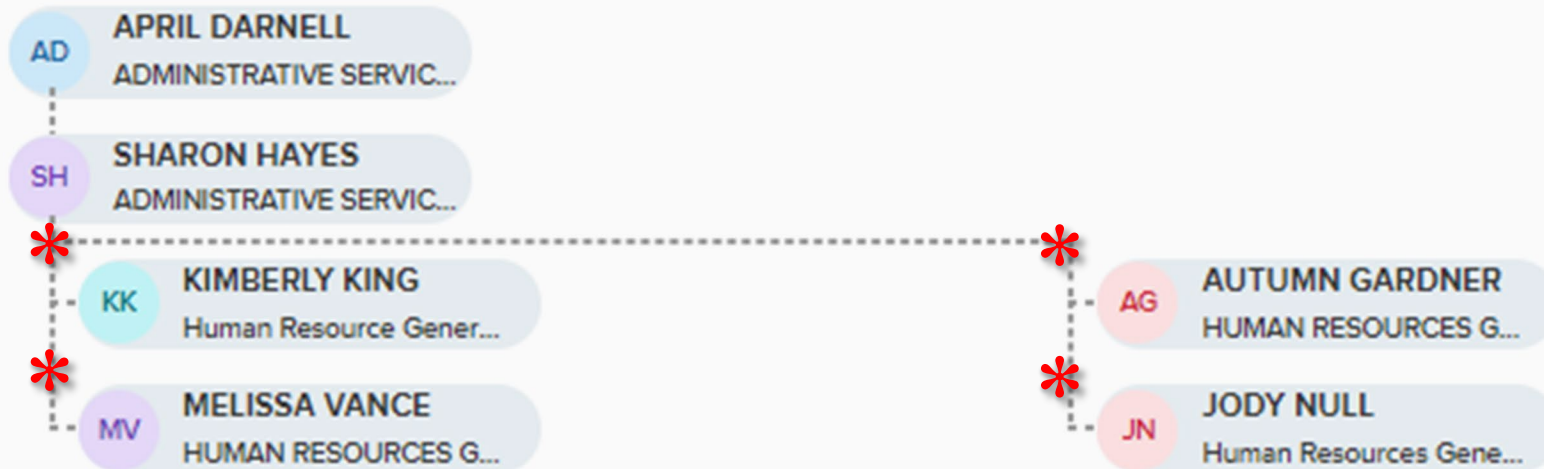 AD
APRIL DARNELL
ADMINISTRATIVE SERVIC...
SH
SHARON HAYES
ADMINISTRATIVE SERVIC...
KK
KIMBERLY KING
Human Resource Gener...
AG
AUTUMN GARDNER
HUMAN RESOURCES G...
MV
MELISSA VANCE
HUMAN RESOURCES G...
JN
JODY NULL
Human Resources Gene...